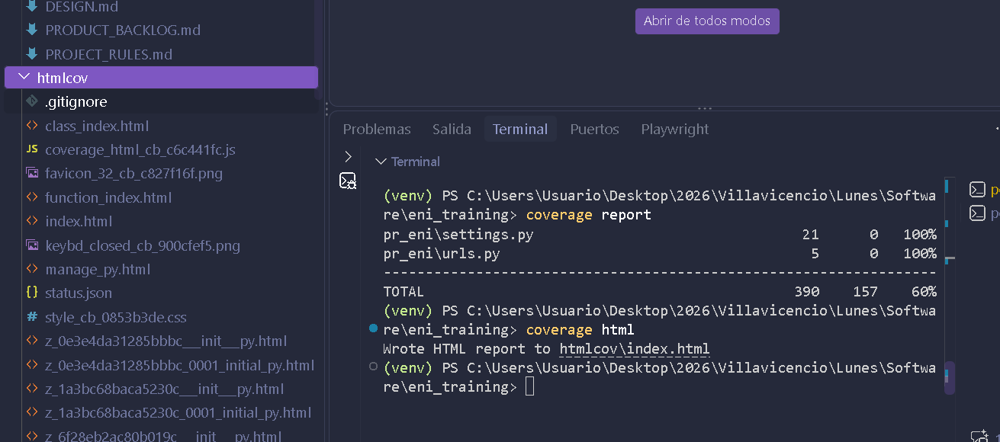 DESIGN.md
PRODUCT_BACKLOG.md
PROJECT_RULES.md
htmlcov
.gitignore
class_index.html
JS coverage_html_cb_c6c441fc.js
favicon_32_cb_c827f16f.png
function_index.html
index.html
keybd_closed_cb_900cfef5.png
manage_py.html
{} status.json
# style_cb_0853b3de.css
z_0e3e4da31285bbbc___init___py.html
z_0e3e4da31285bbbc_0001_initial_py.html
z_1a3bc68baca5230c___init___py.html
z_1a3bc68baca5230c_0001_initial_py.html
z_6f28eb2ac80b019c___init___py.html
Abrir de todos modos
Problemas Salida Terminal Puertos Playwright
Terminal
(venv) PS C:\Users\Usuario\Desktop\2026\Villavicencio\Lunes\Softwa
re\eni_training> coverage report
pr_eni\settings.py 21 0 100%
pr_eni\urls.py 5 0 100%
-----------------------------------------------------------------
TOTAL 390 157 60%
(venv) PS C:\Users\Usuario\Desktop\2026\Villavicencio\Lunes\Softwa
re\eni_training> coverage html
Wrote HTML report to htmlcov\index.html
(venv) PS C:\Users\Usuario\Desktop\2026\Villavicencio\Lunes\Softwa
re\eni_training>